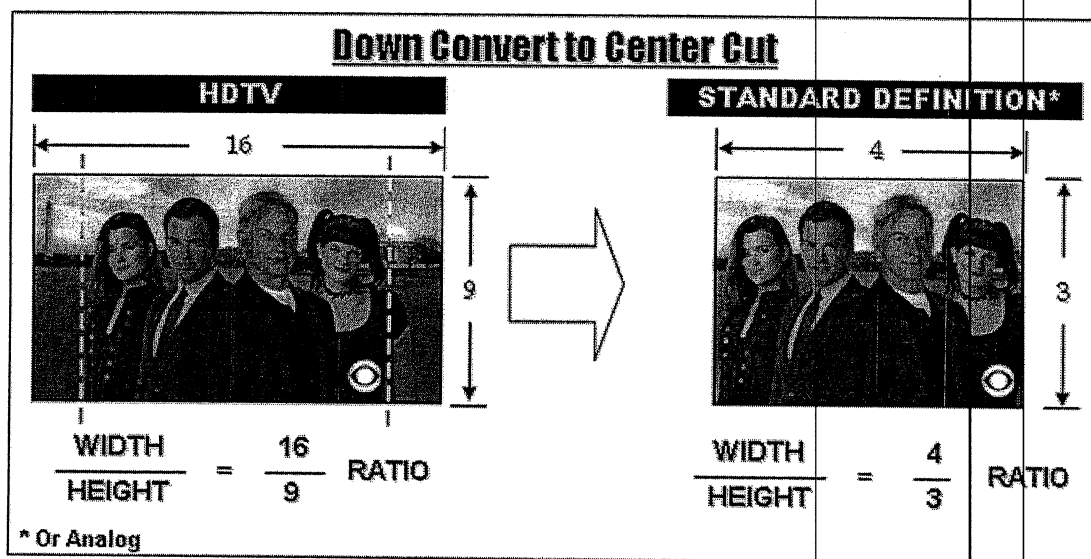 Down Convert to Center Cut
HDTV
STANDARD DEFINITION*
16
4
9
3
WIDTH
HEIGHT
=
16
9
RATIO
WIDTH
HEIGHT
=
4
3
RATIO
* Or Analog